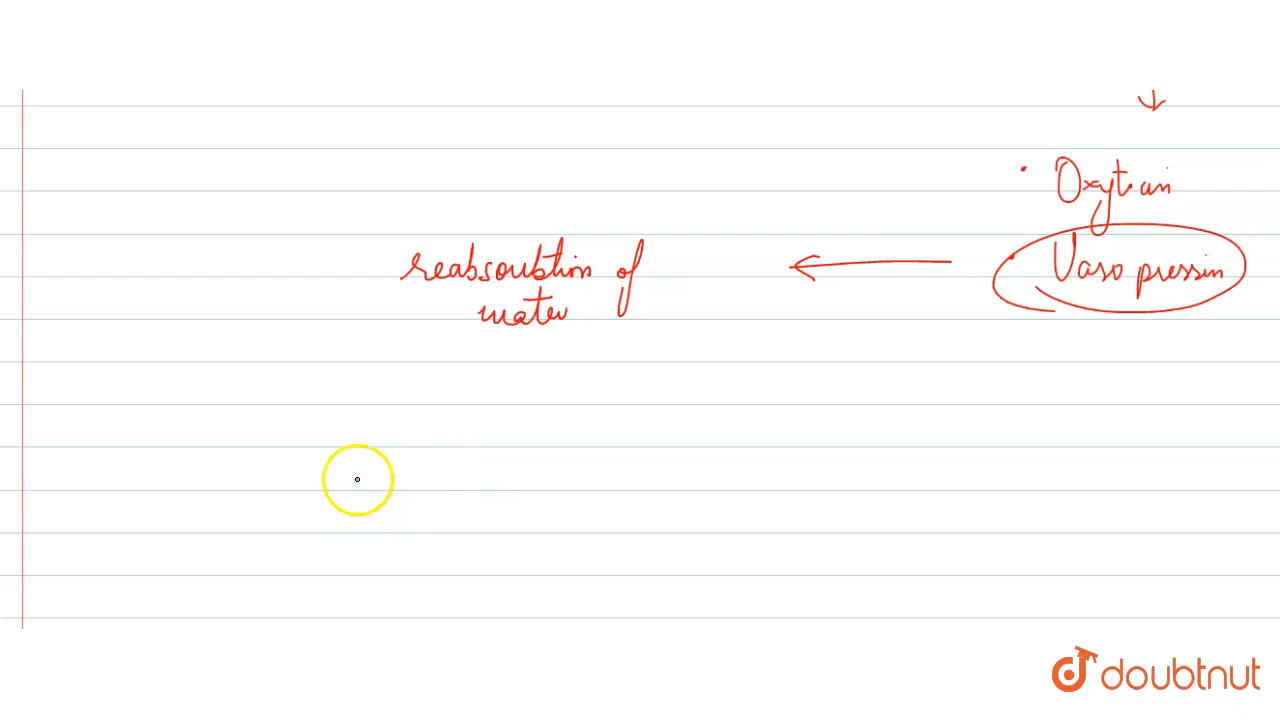 Oxytocin
Vasopressin
reabsorbtion of
water
doubtnut